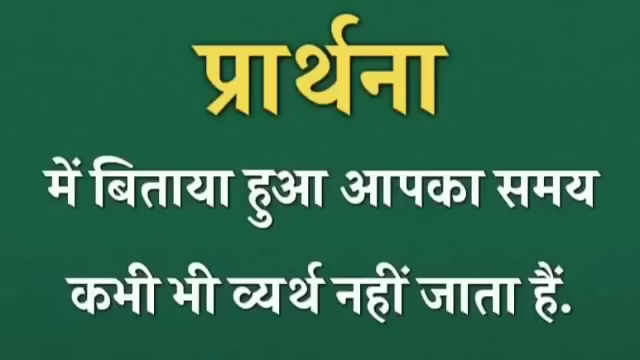 प्रार्थना
में बिताया हुआ आपका समय
कभी भी व्यर्थ नहीं जाता हैं.